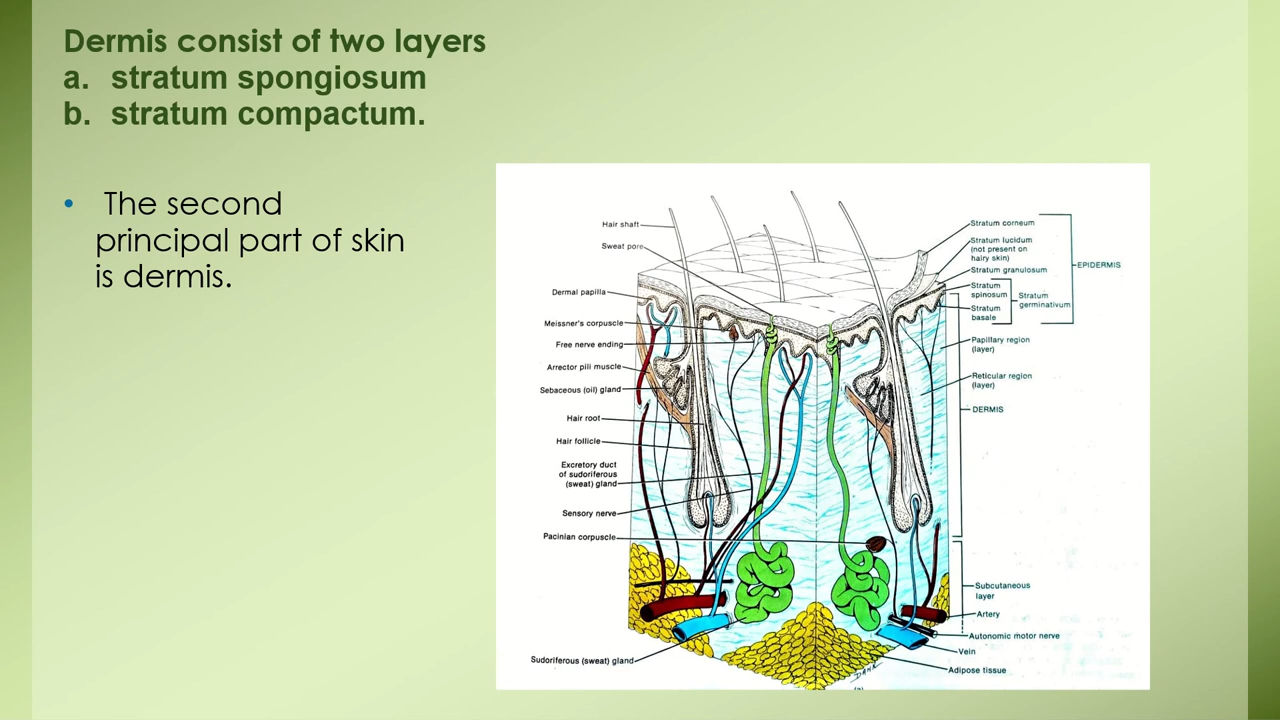 Dermis consist of two layers
a. stratum spongiosum
b. stratum compactum.
• The second
principal part of skin
is dermis.
Hair shaft
Sweat pore
Dermal papilla
Meissner's corpuscle
Free nerve ending
Arrector pili muscle
Sebaceous (oil) gland
Hair root
Hair follicle
Excretory duct
of sudoriferous
(sweat) gland
Sensory nerve
Pacinian corpuscle
Sudoriferous (sweat) gland
Stratum corneum
Stratum lucidum
(not present on
hairy skin)
Stratum granulosum
Stratum
spinosum
Stratum
basale
Stratum
germinativum
EPIDERMIS
Papillary region
(layer)
Reticular region
(layer)
DERMIS
Subcutaneous
layer
Artery
Autonomic motor nerve
Vein
Adipose tissue